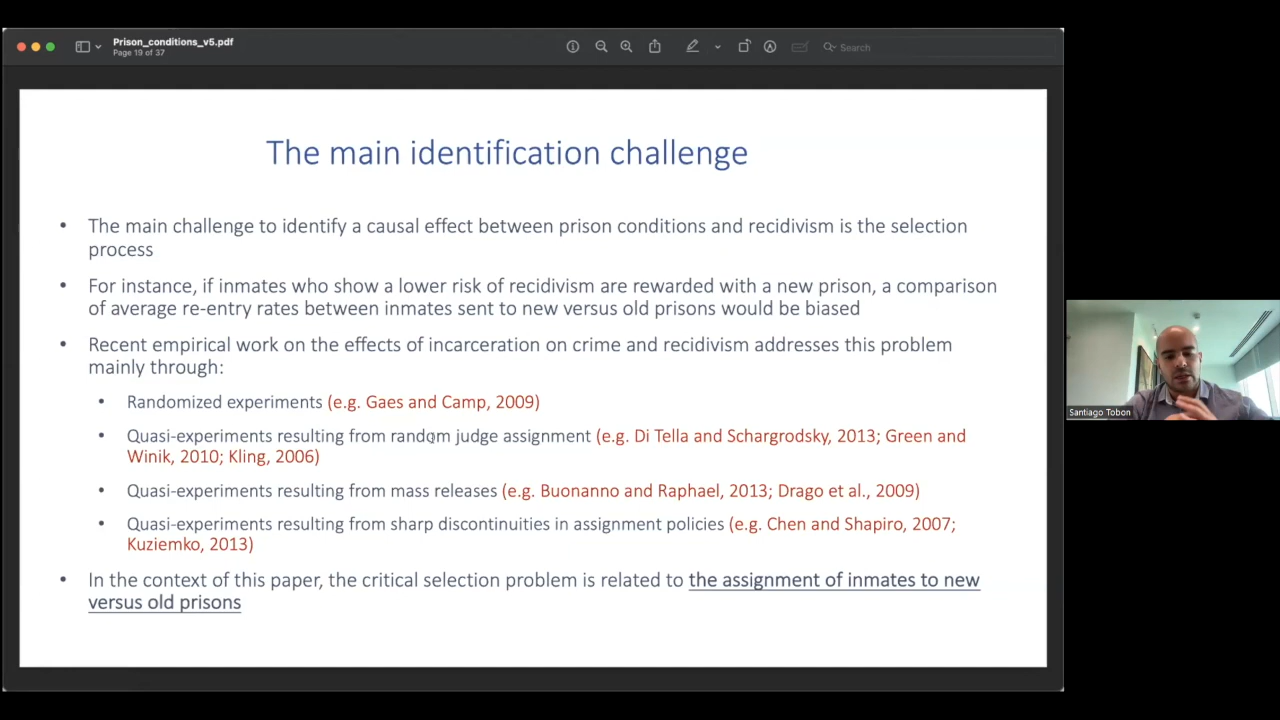 Prison_conditions_v5.pdf
Page 19 of 37
Search
The main identification challenge
• The main challenge to identify a causal effect between prison conditions and recidivism is the selection
process
• For instance, if inmates who show a lower risk of recidivism are rewarded with a new prison, a comparison
of average re-entry rates between inmates sent to new versus old prisons would be biased
• Recent empirical work on the effects of incarceration on crime and recidivism addresses this problem
mainly through:
• Randomized experiments (e.g. Gaes and Camp, 2009)
• Quasi-experiments resulting from random judge assignment (e.g. Di Tella and Schargrodsky, 2013; Green and
Winik, 2010; Kling, 2006)
• Quasi-experiments resulting from mass releases (e.g. Buonanno and Raphael, 2013; Drago et al., 2009)
• Quasi-experiments resulting from sharp discontinuities in assignment policies (e.g. Chen and Shapiro, 2007;
Kuziemko, 2013)
• In the context of this paper, the critical selection problem is related to the assignment of inmates to new
versus old prisons
Santiago Tobon